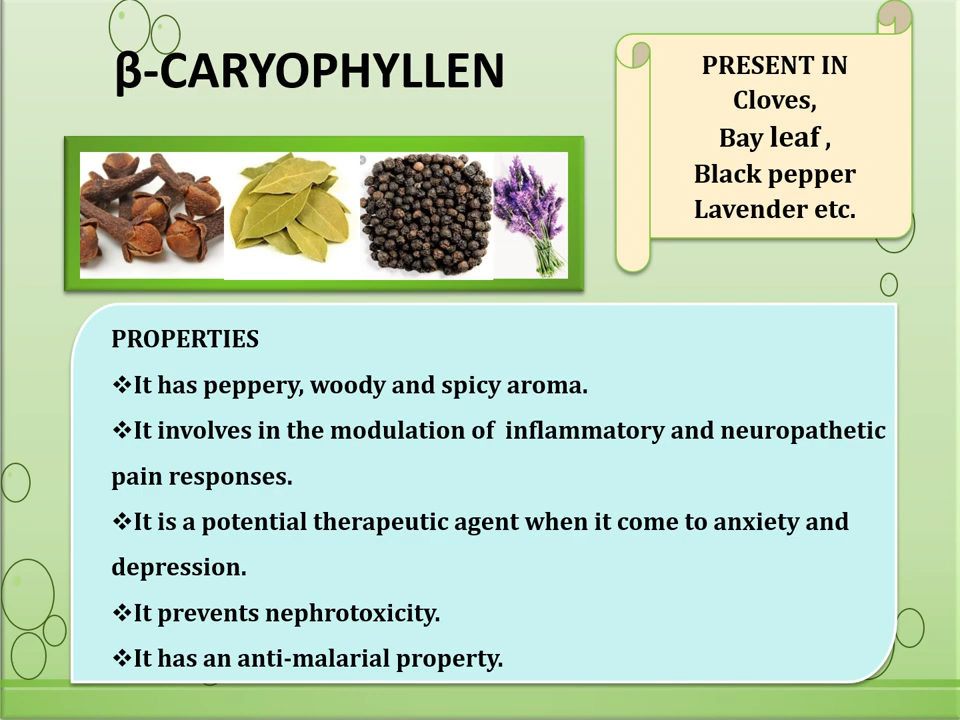 β-CARYOPHYLLEN
PRESENT IN
Cloves,
Bay leaf ,
Black pepper
Lavender etc.
PROPERTIES
❖It has peppery, woody and spicy aroma.
❖It involves in the modulation of  inflammatory and neuropathetic
pain responses.
❖It is a potential therapeutic agent when it come to anxiety and
depression.
❖It prevents nephrotoxicity.
❖It has an anti-malarial property.